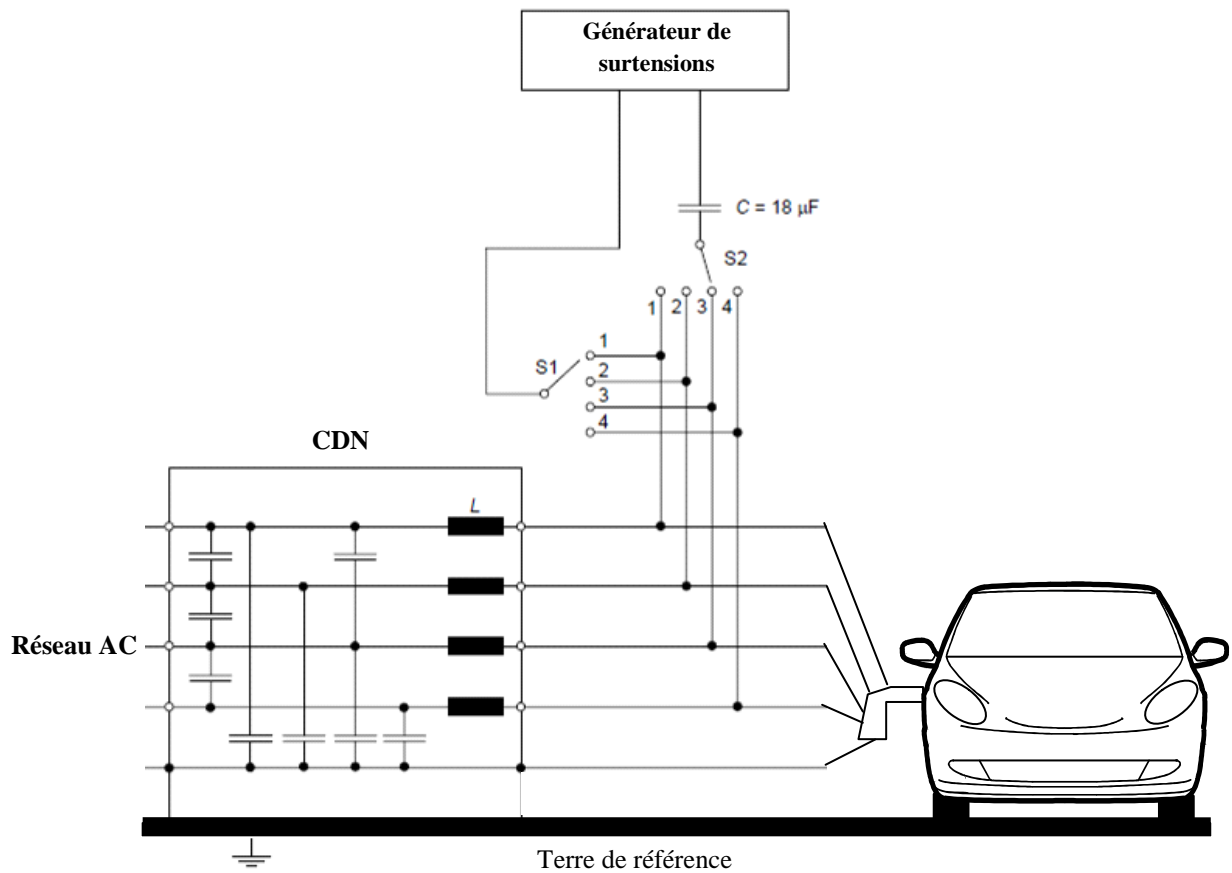 Générateur de
surtensions
C = 18 µF
S2
1 2 3 4
S1
1
2
3
4
CDN
L
Réseau AC
Terre de référence